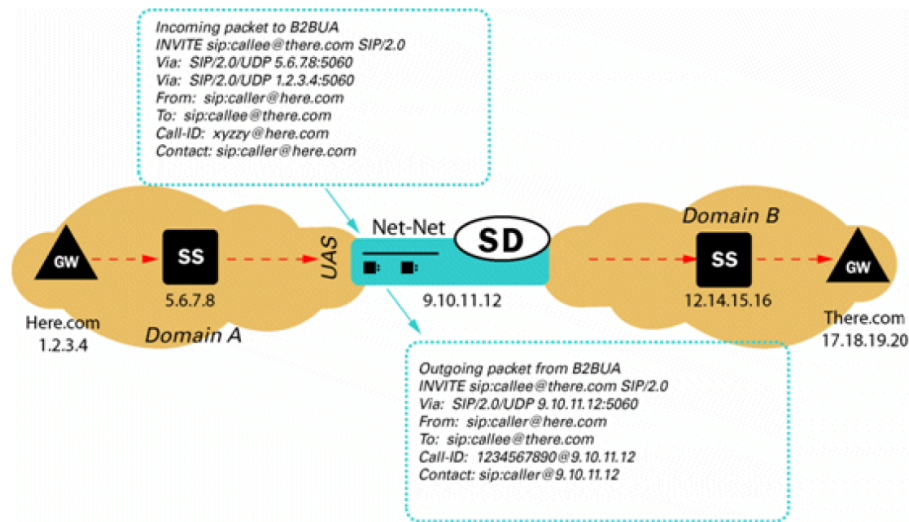 Incoming packet to B2BUA
INVITE sip:callee@there.com SIP/2.0
Via: SIP/2.0/UDP 5.6.7.8:5060
Via: SIP/2.0/UDP 1.2.3.4:5060
From: sip:caller@here.com
To: sip:callee@there.com
Call-ID: xyzzy@here.com
Contact: sip:caller@here.com
Net-Net
SD
Domain B
GW
SS
UAS
SS
GW
5.6.7.8
9.10.11.12
12.14.15.16
Here.com
1.2.3.4
Domain A
There.com
17.18.19.20
Outgoing packet from B2BUA
INVITE sip:callee@there.com SIP/2.0
Via: SIP/2.0/UDP 9.10.11.12:5060
From: sip:caller@here.com
To: sip:callee@there.com
Call-ID: 1234567890@9.10.11.12
Contact: sip:caller@9.10.11.12